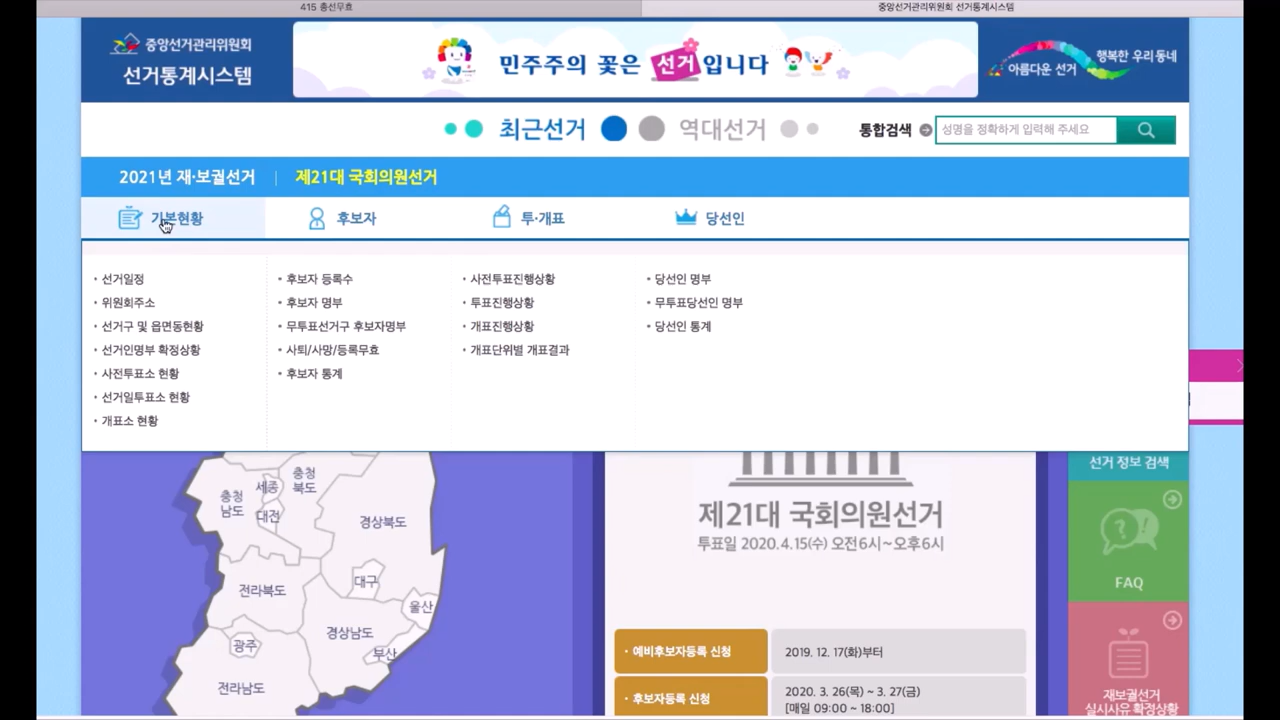 415 총선무효
중앙선거관리위원회 선거통계시스템
중앙선거관리위원회
선거통계시스템
민주주의 꽃은 선거입니다
아름다운 선거 행복한 우리동네
최근선거
역대선거
통합검색
성명을 정확하게 입력해 주세요
2021년 재·보궐선거
제21대 국회의원선거
기본현황
후보자
투·개표
당선인
선거일정
위원회주소
선거구 및 읍면동현황
선거인명부 확정상황
사전투표소 현황
선거일투표소 현황
개표소 현황
후보자 등록수
후보자 명부
무투표선거구 후보자명부
사퇴/사망/등록무효
후보자 통계
사전투표진행상황
투표진행상황
개표진행상황
개표단위별 개표결과
당선인 명부
무투표당선인 명부
당선인 통계
충청
북도
세종
충청
남도
대전
경상북도
대구
전라북도
울산
경상남도
광주
부산
전라남도
제21대 국회의원선거
투표일 2020.4.15(수) 오전6시~오후6시
예비후보자등록 신청
2019. 12. 17(화)부터
후보자등록 신청
2020. 3. 26(목) ~ 3. 27(금)
[매일 09:00 ~ 18:00]
선거 정보 검색
FAQ
재보궐선거
실시사유 확정상황